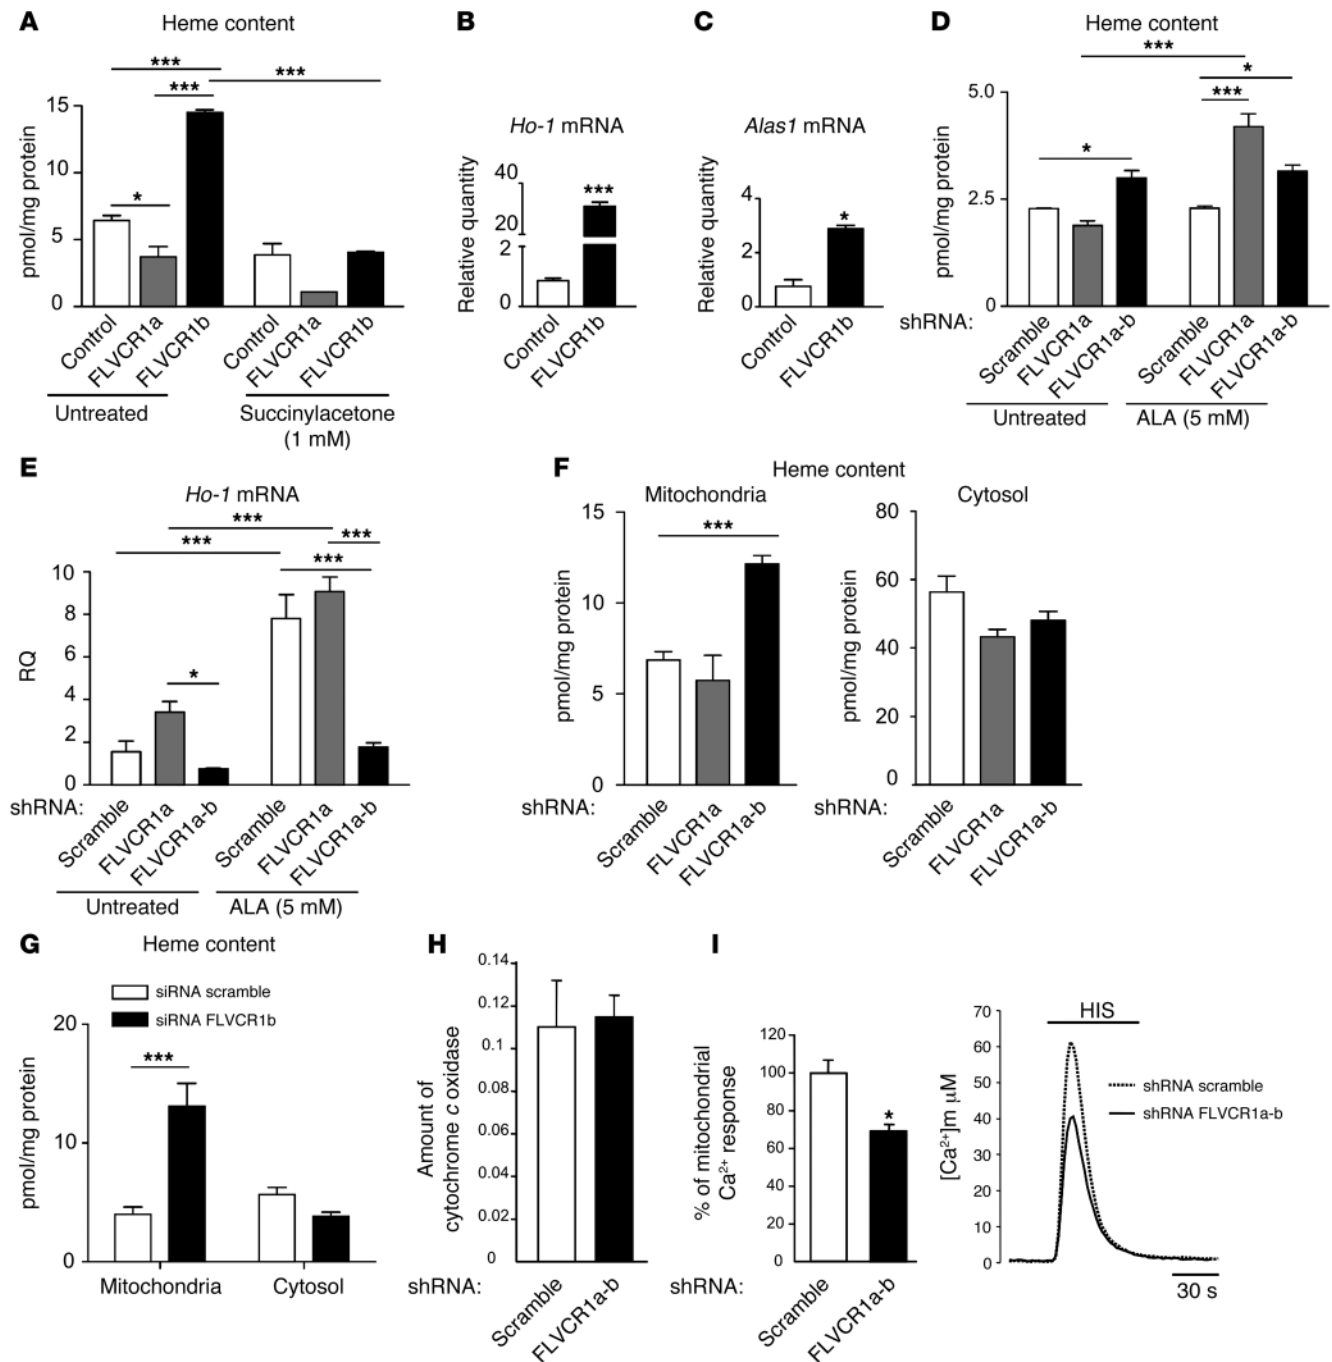 A
Heme content
***
***
***
*
pmol/mg protein
15
10
5
0
Control
FLVCR1a
FLVCR1b
Control
FLVCR1a
FLVCR1b
Untreated
Succinylacetone
(1 mM)
B
Ho-1 mRNA
Relative quantity
40
20
2
0
***
Control
FLVCR1b
C
Alas1 mRNA
Relative quantity
4
2
0
*
Control
FLVCR1b
D
Heme content
***
*
***
*
pmol/mg protein
5.0
2.5
0
shRNA:
Scramble
FLVCR1a
FLVCR1a-b
Scramble
FLVCR1a
FLVCR1a-b
Untreated
ALA (5 mM)
E
Ho-1 mRNA
***
***
***
***
*
RQ
10
8
6
4
2
0
shRNA:
Scramble
FLVCR1a
FLVCR1a-b
Scramble
FLVCR1a
FLVCR1a-b
Untreated
ALA (5 mM)
F
Heme content
Mitochondria
***
pmol/mg protein
15
10
5
0
shRNA:
Scramble
FLVCR1a
FLVCR1a-b
Cytosol
pmol/mg protein
80
60
40
20
0
shRNA:
Scramble
FLVCR1a
FLVCR1a-b
G
Heme content
siRNA scramble
siRNA FLVCR1b
***
pmol/mg protein
20
10
0
Mitochondria
Cytosol
H
Amount of
cytochrome c oxidase
0.14
0.12
0.1
0.08
0.06
0.04
0.02
0
shRNA:
Scramble
FLVCR1a-b
I
% of mitochondrial
Ca2+ response
120
100
80
60
40
20
0
*
shRNA:
Scramble
FLVCR1a-b
[Ca2+]m μM
70
60
50
40
30
20
10
0
HIS
shRNA scramble
shRNA FLVCR1a-b
30 s